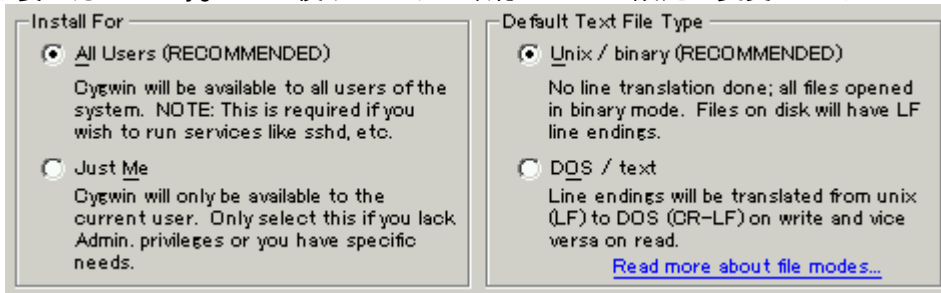 Install For
All Users (RECOMMENDED)
Cygwin will be available to all users of the
system. NOTE: This is required if you
wish to run services like sshd, etc.
Just Me
Cygwin will only be available to the
current user. Only select this if you lack
Admin. privileges or you have specific
needs.
Default Text File Type
Unix / binary (RECOMMENDED)
No line translation done; all files opened
in binary mode. Files on disk will have LF
line endings.
DOS / text
Line endings will be translated from unix
(LF) to DOS (CR-LF) on write and vice
versa on read.
Read more about file modes...